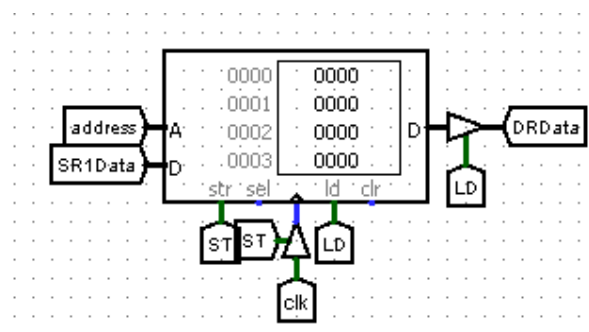 0000 0000
0001 0000
address A 0002 0000 D DRData
SR1Data D 0003 0000
str sel ld clr LD
ST ST LD
clk